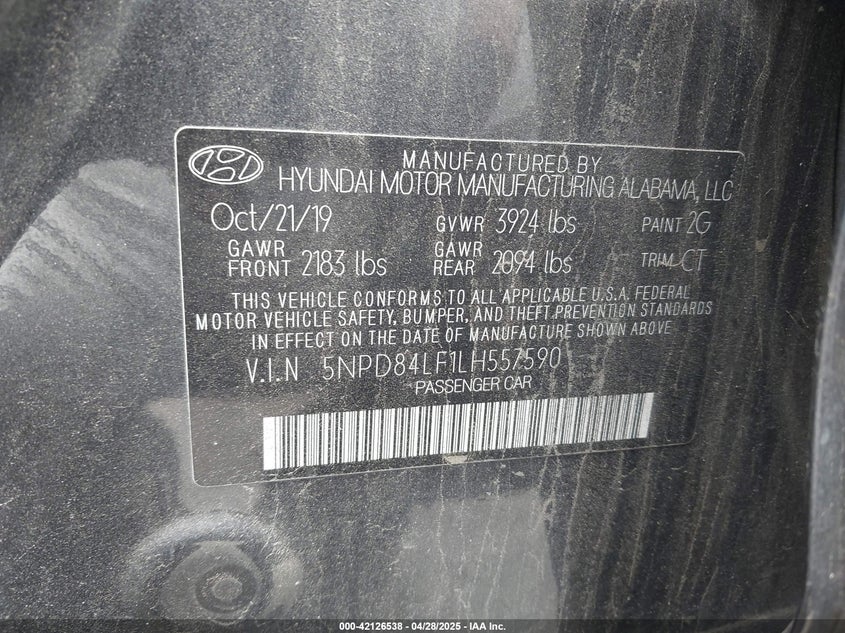 MANUFACTURED BY
HYUNDAI MOTOR MANUFACTURING ALABAMA, LLC
Oct/21/19 GVWR 3924 lbs PAINT 2G
GAWR FRONT 2183 lbs GAWR REAR 2094 lbs TRIM CT
THIS VEHICLE CONFORMS TO ALL APPLICABLE U.S.A. FEDERAL
MOTOR VEHICLE SAFETY, BUMPER, AND THEFT PREVENTION STANDARDS
IN EFFECT ON THE DATE OF MANUFACTURE SHOWN ABOVE
V.I.N 5NPD84LF1LH557590
PASSENGER CAR
000-42126538 - 04/28/2025 - IAA Inc.